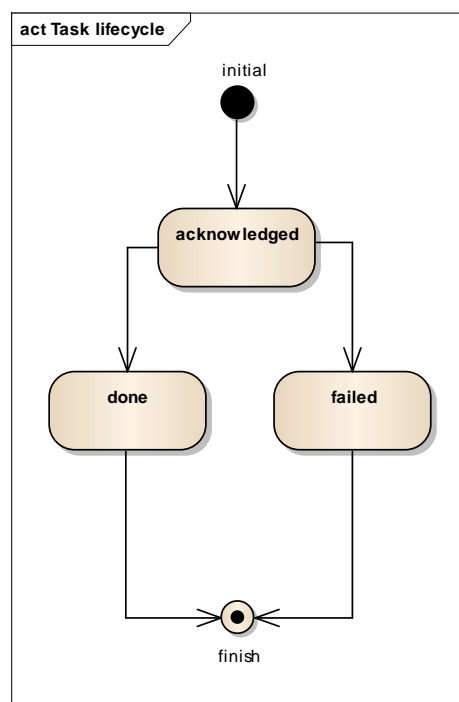 act Task lifecycle
initial
acknowledged
done
failed
finish